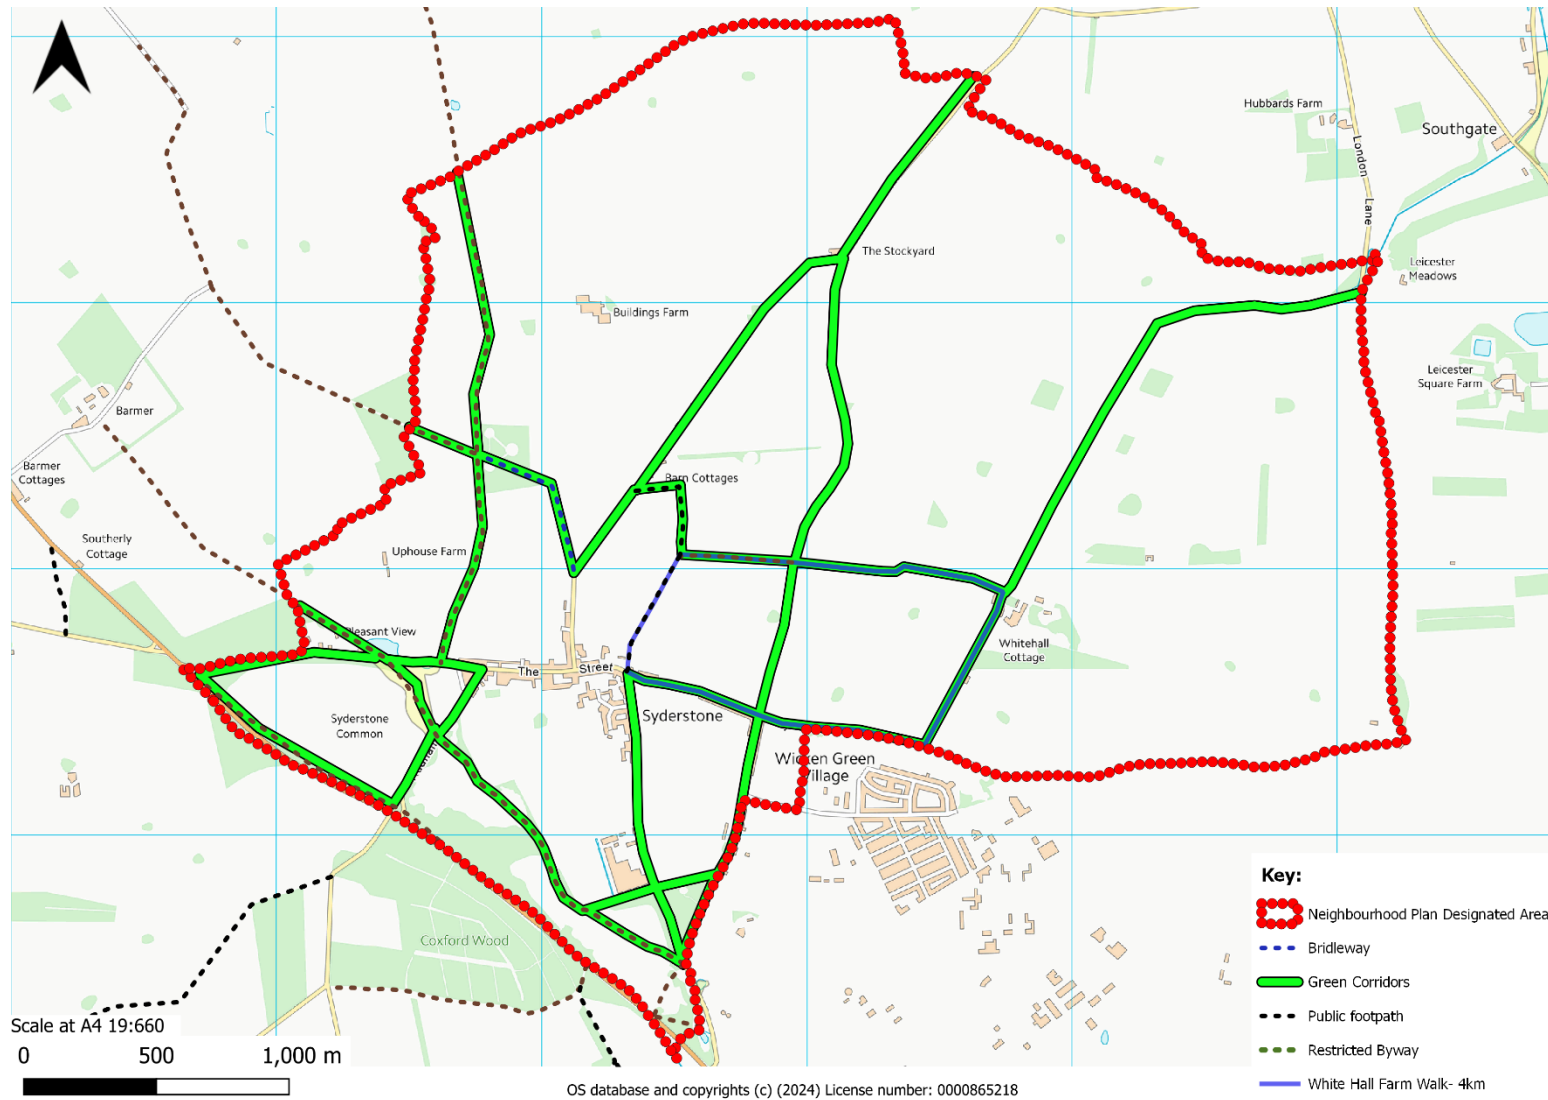 Hubbards Farm
Southgate
London
Lane
The Stockyard
Leicester
Meadows
Buildings Farm
Leicester
Square Farm
Barmer
Barmer
Cottages
Barn Cottages
Southerly
Cottage
Uphouse Farm
Pleasant View
Whitehall
Cottage
The
Street
Syderstone
Syderstone
Common
Wicken Green
Village
Coxford Wood
Key:
Neighbourhood Plan Designated Area
Bridleway
Green Corridors
Public footpath
Restricted Byway
White Hall Farm Walk- 4km
Scale at A4 19:660
0 500 1,000 m
OS database and copyrights (c) (2024) License number: 0000865218